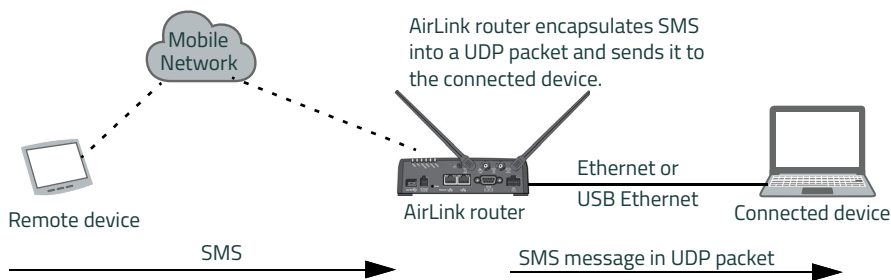 AirLink router encapsulates SMS
into a UDP packet and sends it to
the connected device.
Mobile
Network
Ethernet or
USB Ethernet
Remote device
AirLink router
Connected device
SMS
SMS message in UDP packet